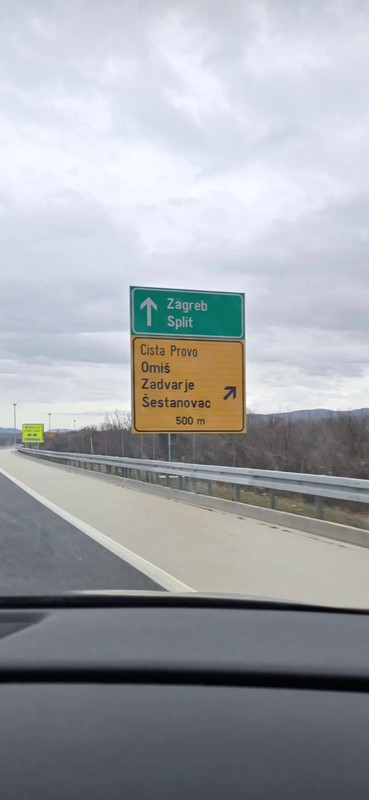 Zagreb
Split
Cista Provo
Omiš
Zadvarje
Šestanovac
500 m